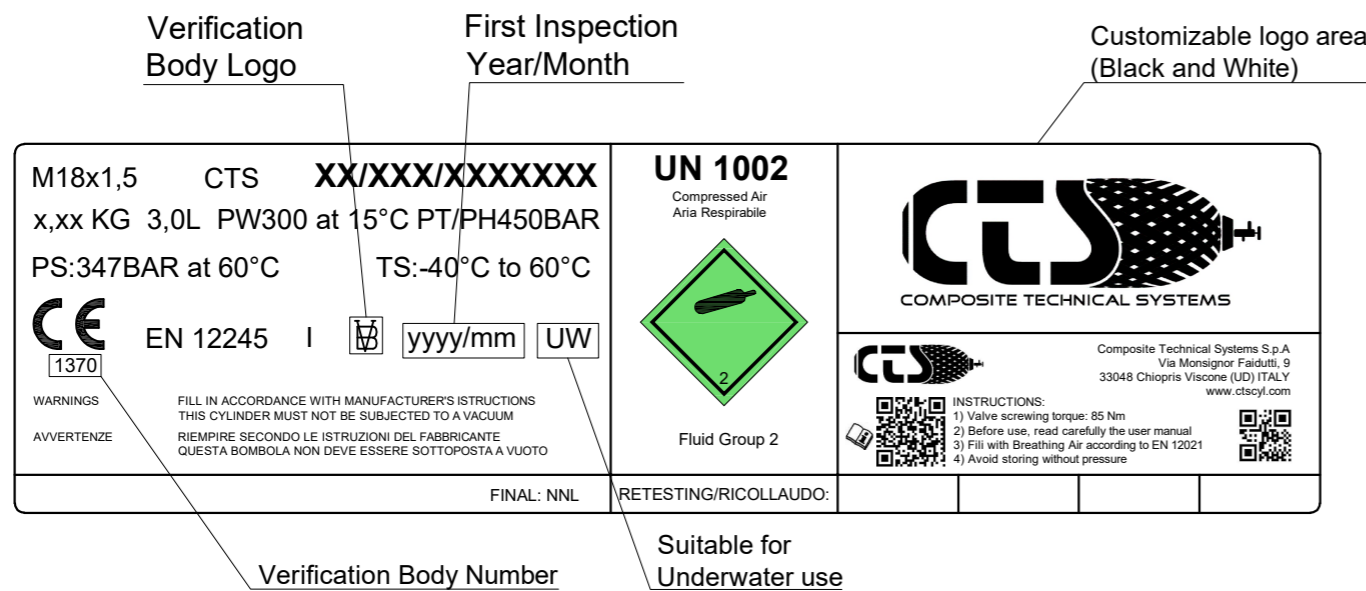 Verification
Body Logo
First Inspection
Year/Month
Customizable logo area
(Black and White)
M18x1,5 CTS XX/XXX/XXXXXXX
x,xx KG 3,0L PW300 at 15°C PT/PH450BAR
PS:347BAR at 60°C TS:-40°C to 60°C
CE EN 12245 I VB yyyy/mm UW
1370
WARNINGS
FILL IN ACCORDANCE WITH MANUFACTURER'S ISTRUCTIONS
THIS CYLINDER MUST NOT BE SUBJECTED TO A VACUUM
AVVERTENZE
RIEMPIRE SECONDO LE ISTRUZIONI DEL FABBRICANTE
QUESTA BOMBOLA NON DEVE ESSERE SOTTOPOSTA A VUOTO
FINAL: NNL
UN 1002
Compressed Air
Aria Respirabile
2
Fluid Group 2
RETESTING/RICOLLAUDO:
CTS
COMPOSITE TECHNICAL SYSTEMS
CTS
Composite Technical Systems S.p.A
Via Monsignor Faidutti, 9
33048 Chiopris Viscone (UD) ITALY
www.ctscyl.com
INSTRUCTIONS:
1) Valve screwing torque: 85 Nm
2) Before use, read carefully the user manual
3) Fili with Breathing Air according to EN 12021
4) Avoid storing without pressure
Verification Body Number
Suitable for
Underwater use